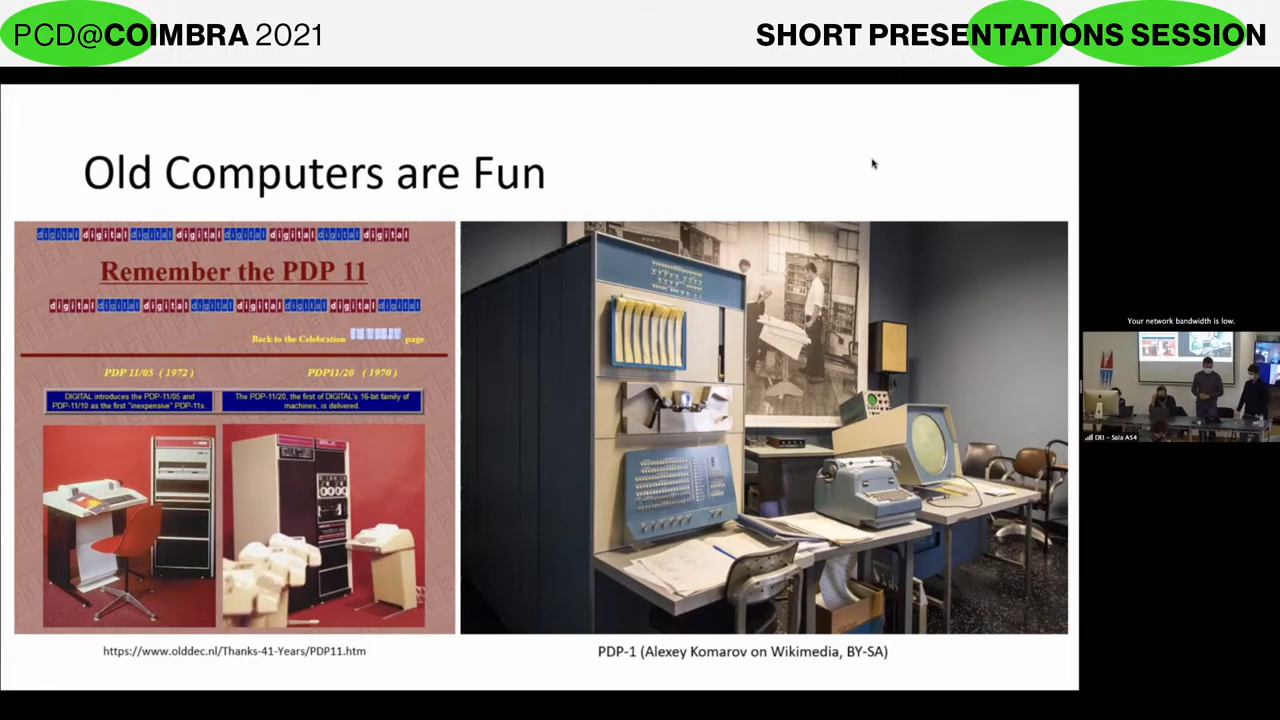 PCD@COIMBRA 2021
SHORT PRESENTATIONS SESSION
Old Computers are Fun
digital digital digital digital digital digital digital digital
Remember the PDP 11
digital digital digital digital digital digital digital digital
Back to the Celebration
page
PDP 11/05 ( 1972 )
PDP11/20 ( 1970 )
DIGITAL introduces the PDP-11/05 and
PDP-11/10 as the first "inexpensive" PDP-11s.
The PDP-11/20, the first of DIGITAL's 16-bit family of
machines, is delivered.
https://www.olddec.nl/Thanks-41-Years/PDP11.htm
PDP-1 (Alexey Komarov on Wikimedia, BY-SA)
Your network bandwidth is low.
DEI - Sala A5.4